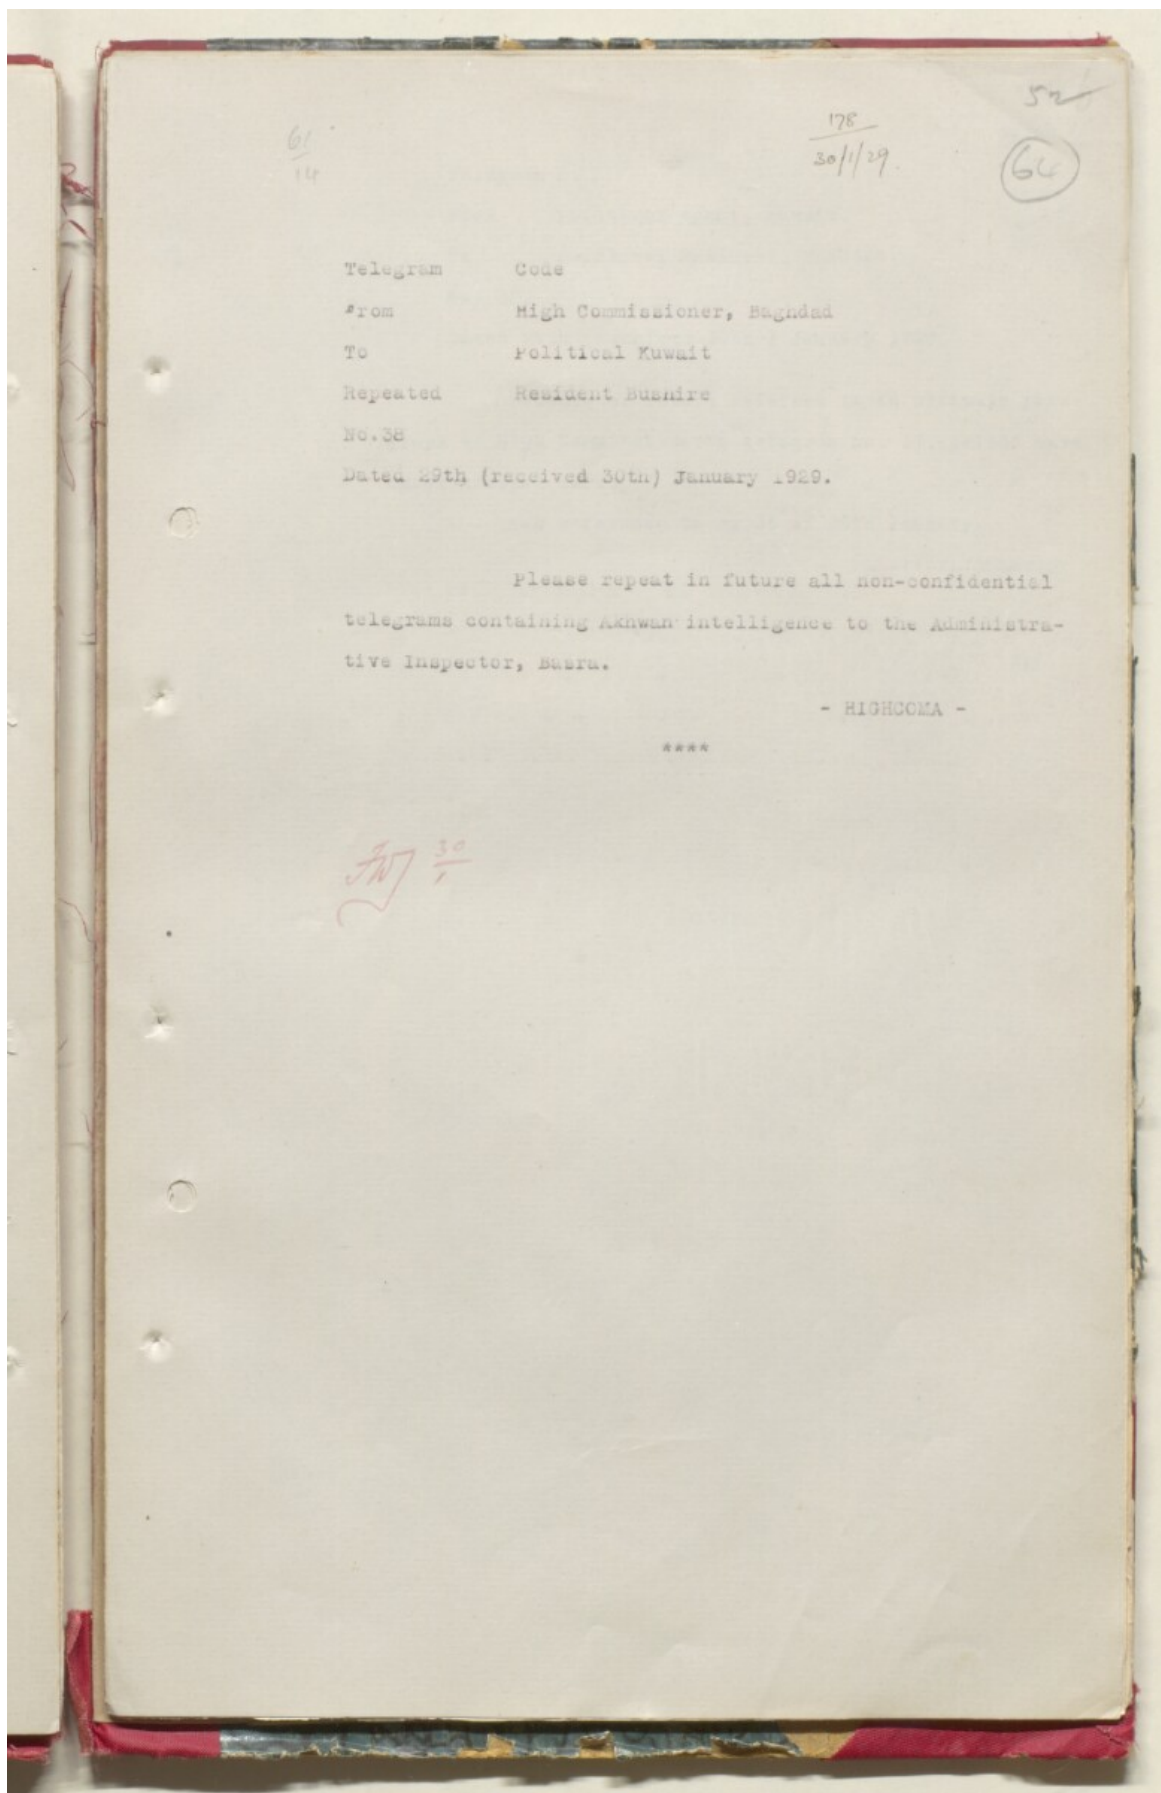 52
178
30/1/29.
64
61
14
Telegram Code
From High Commissioner, Baghdad
To Political Kuwait
Repeated Resident Bushire
No.38
Dated 29th (received 30th) January 1929.
Please repeat in future all non-confidential
telegrams containing Akhwan intelligence to the Administra-
tive Inspector, Basra.
- HIGHCOMA -
****
30
1